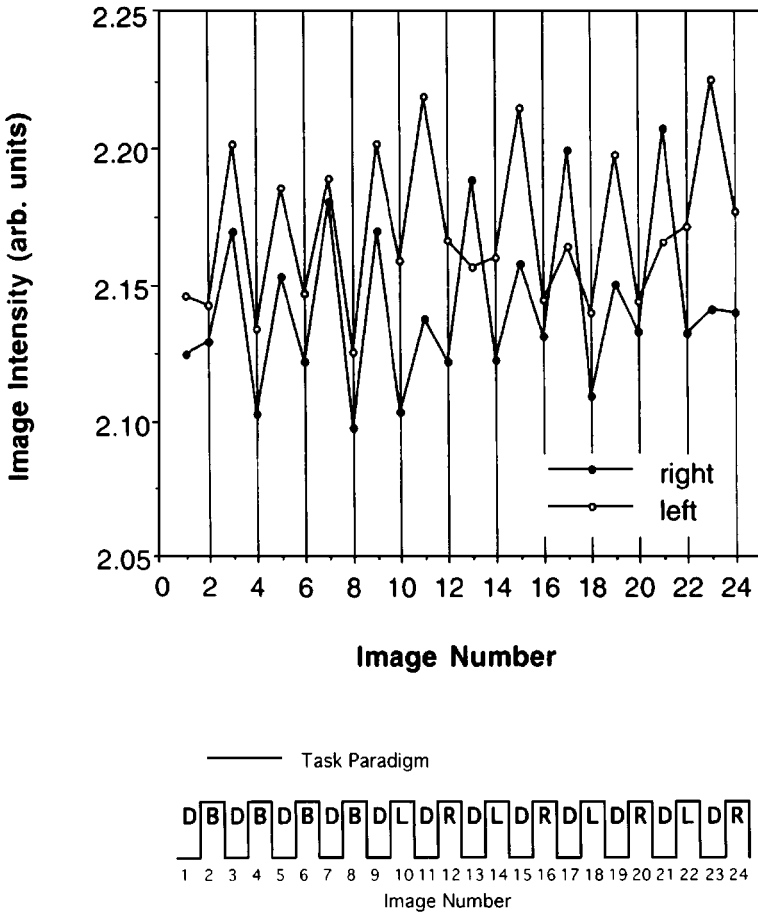 2.25
2.20
2.15
2.10
2.05
Image Intensity (arb. units)
right
left
0 2 4 6 8 10 12 14 16 18 20 22 24
Image Number
Task Paradigm
D B D B D B D B D L D R D L D R D L D R D L D R
1 2 3 4 5 6 7 8 9 10 11 12 13 14 15 16 17 18 19 20 21 22 23 24
Image Number